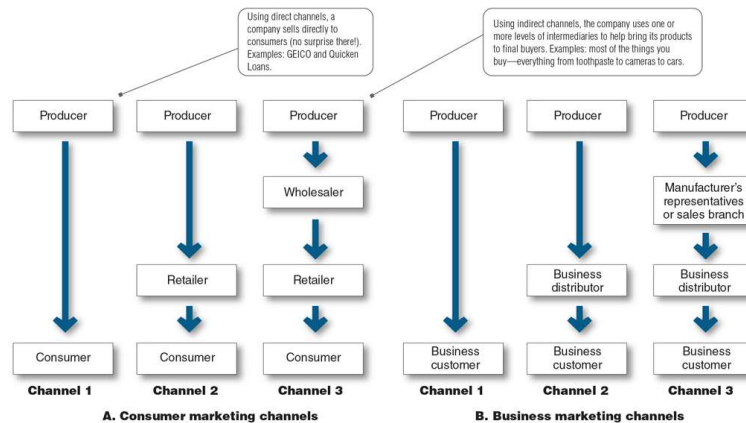 Using direct channels, a
company sells directly to
consumers (no surprise there!).
Examples: GEICO and Quicken
Loans.
Using indirect channels, the company uses one or
more levels of intermediaries to help bring its products
to final buyers. Examples: most of the things you
buy—everything from toothpaste to cameras to cars.
Producer
Producer
Producer
Producer
Producer
Producer
Wholesaler
Manufacturer's
representatives
or sales branch
Retailer
Retailer
Business
distributor
Business
distributor
Consumer
Consumer
Consumer
Business
customer
Business
customer
Business
customer
Channel 1
Channel 2
Channel 3
Channel 1
Channel 2
Channel 3
A. Consumer marketing channels
B. Business marketing channels